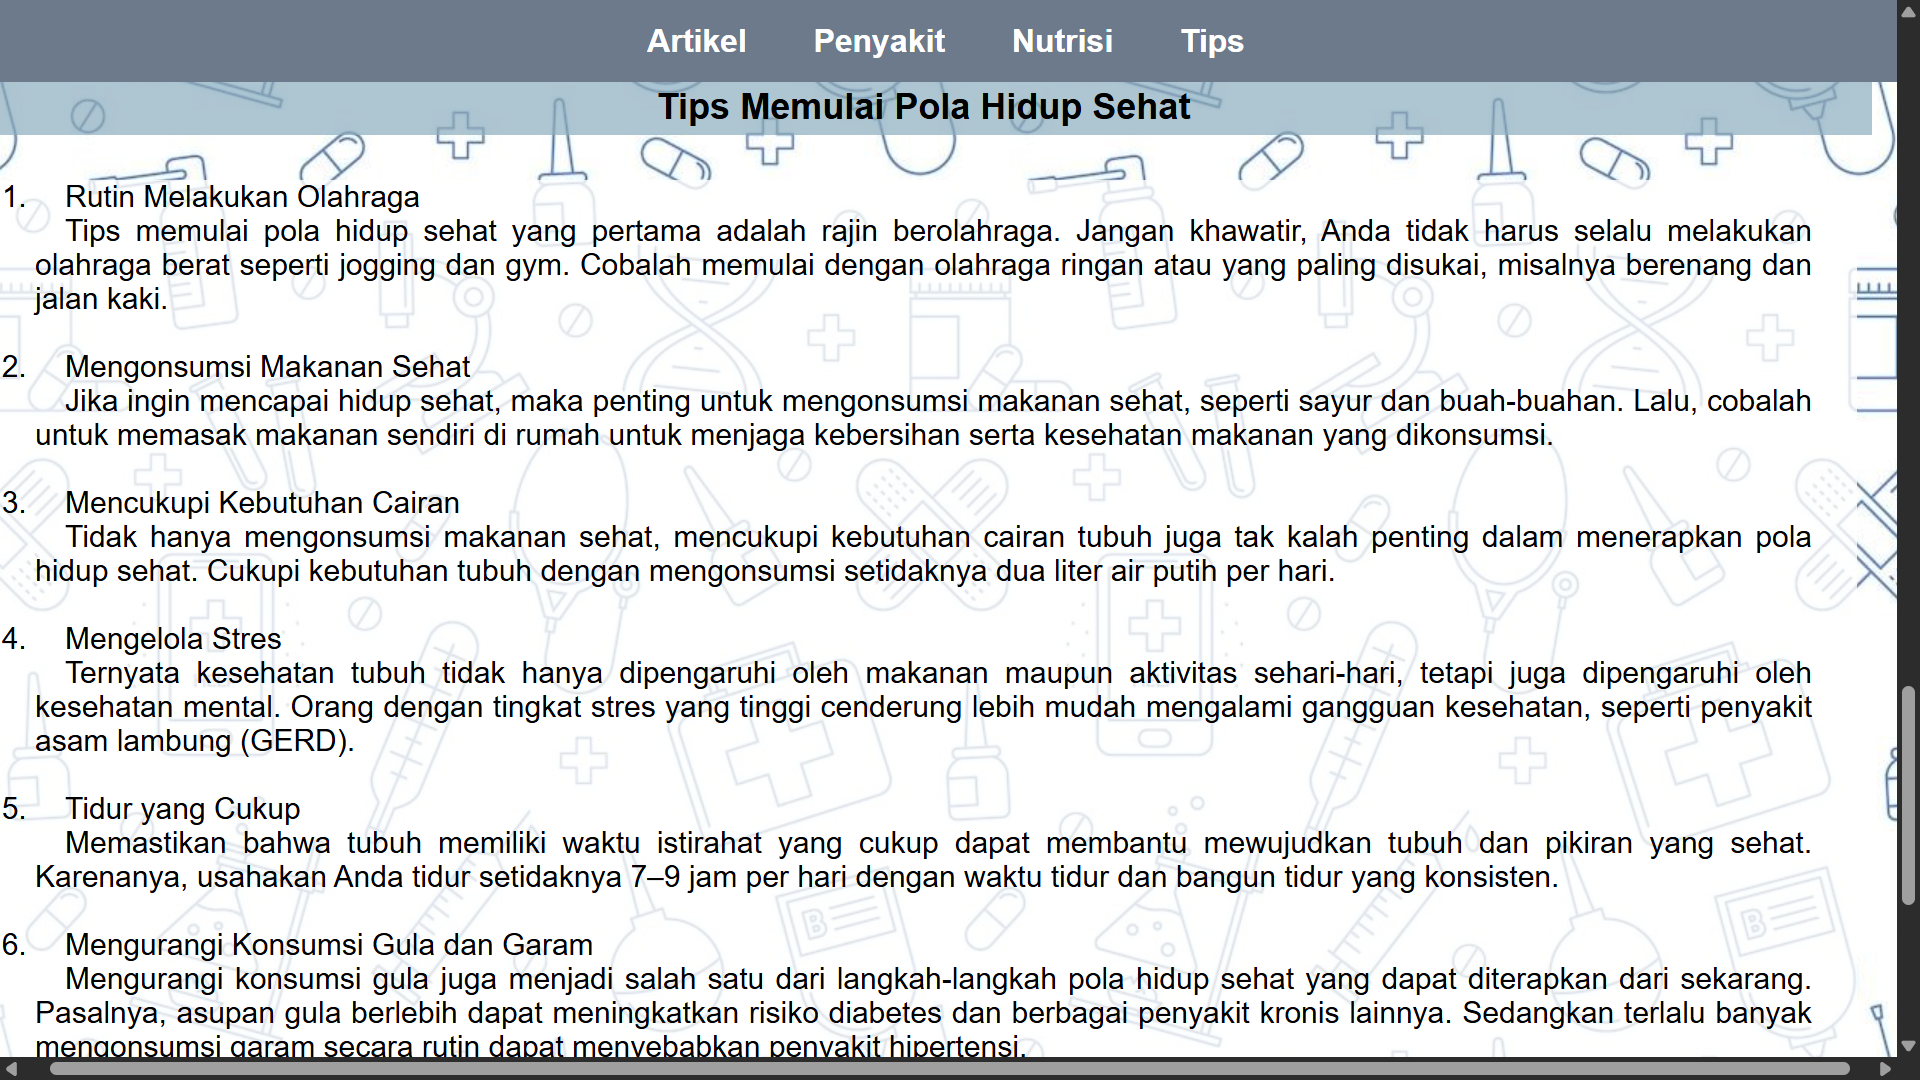 Artikel Penyakit Nutrisi Tips
Tips Memulai Pola Hidup Sehat
1. Rutin Melakukan Olahraga
Tips memulai pola hidup sehat yang pertama adalah rajin berolahraga. Jangan khawatir, Anda tidak harus selalu melakukan
olahraga berat seperti jogging dan gym. Cobalah memulai dengan olahraga ringan atau yang paling disukai, misalnya berenang dan
jalan kaki.
2. Mengonsumsi Makanan Sehat
Jika ingin mencapai hidup sehat, maka penting untuk mengonsumsi makanan sehat, seperti sayur dan buah-buahan. Lalu, cobalah
untuk memasak makanan sendiri di rumah untuk menjaga kebersihan serta kesehatan makanan yang dikonsumsi.
3. Mencukupi Kebutuhan Cairan
Tidak hanya mengonsumsi makanan sehat, mencukupi kebutuhan cairan tubuh juga tak kalah penting dalam menerapkan pola
hidup sehat. Cukupi kebutuhan tubuh dengan mengonsumsi setidaknya dua liter air putih per hari.
4. Mengelola Stres
Ternyata kesehatan tubuh tidak hanya dipengaruhi oleh makanan maupun aktivitas sehari-hari, tetapi juga dipengaruhi oleh
kesehatan mental. Orang dengan tingkat stres yang tinggi cenderung lebih mudah mengalami gangguan kesehatan, seperti penyakit
asam lambung (GERD).
5. Tidur yang Cukup
Memastikan bahwa tubuh memiliki waktu istirahat yang cukup dapat membantu mewujudkan tubuh dan pikiran yang sehat.
Karenanya, usahakan Anda tidur setidaknya 7–9 jam per hari dengan waktu tidur dan bangun tidur yang konsisten.
6. Mengurangi Konsumsi Gula dan Garam
Mengurangi konsumsi gula juga menjadi salah satu dari langkah-langkah pola hidup sehat yang dapat diterapkan dari sekarang.
Pasalnya, asupan gula berlebih dapat meningkatkan risiko diabetes dan berbagai penyakit kronis lainnya. Sedangkan terlalu banyak
mengonsumsi garam secara rutin dapat menyebabkan penyakit hipertensi.